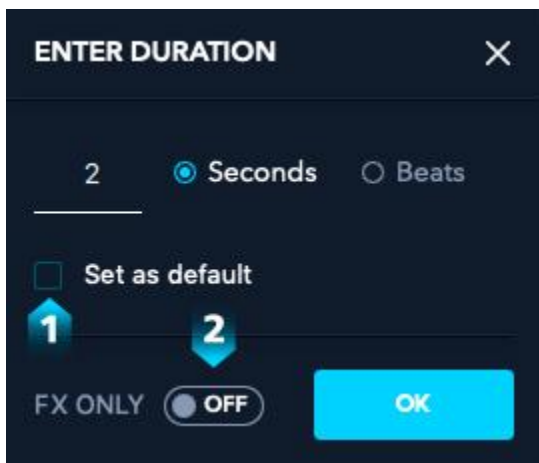 ENTER DURATION
2 Seconds Beats
Set as default
1 2
FX ONLY OFF OK